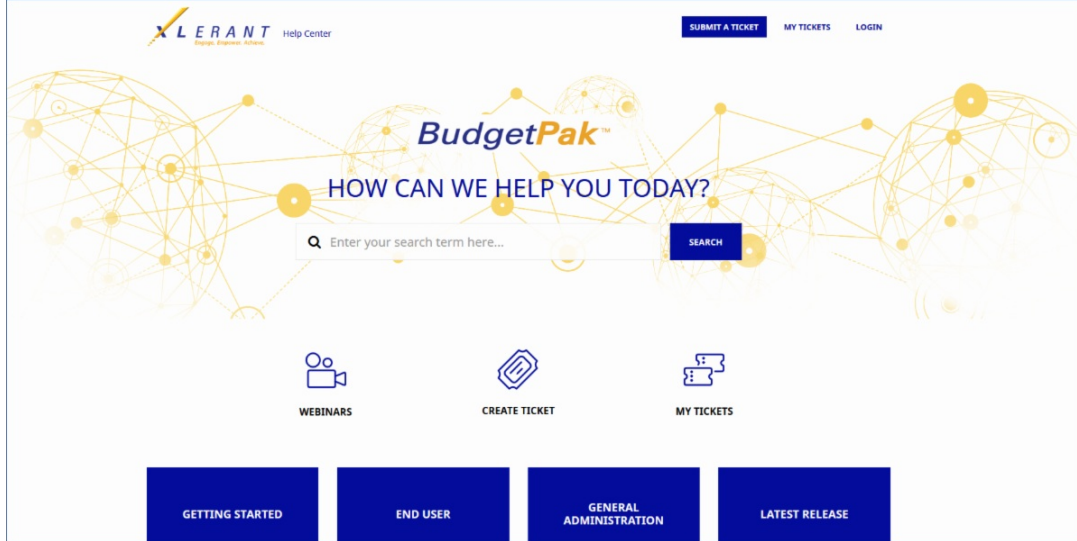 XLERANT
Engage. Empower. Achieve.
Help Center
SUBMIT A TICKET
MY TICKETS
LOGIN
BudgetPak™
HOW CAN WE HELP YOU TODAY?
Enter your search term here...
SEARCH
WEBINARS
CREATE TICKET
MY TICKETS
GETTING STARTED
END USER
GENERAL
ADMINISTRATION
LATEST RELEASE